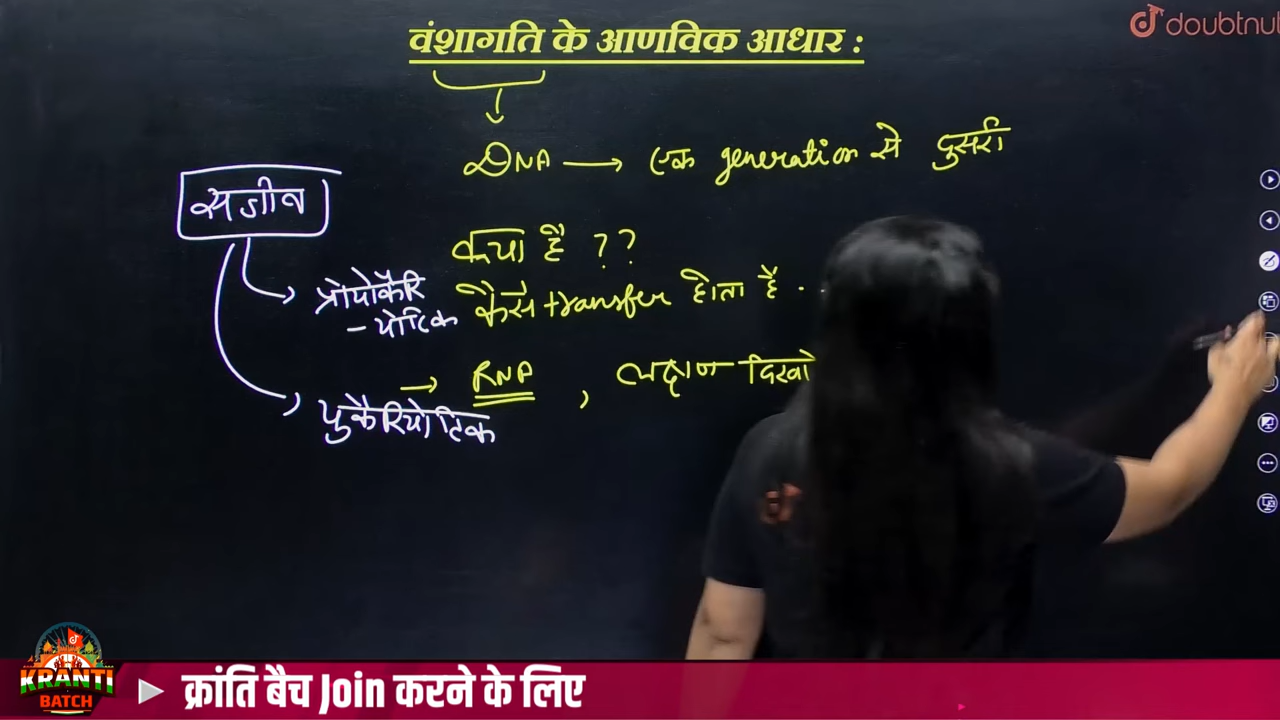 वंशागति के आणविक आधार :
doubtnut
DNA → एक generation से दुसरी
सजीव
क्या है ??
प्रोयोकैरि
- योटिक
कैसे transfer होता है . .
→ RNA , लक्षण दिखा
युकैरियोटिक
KRANTI
BATCH
क्रांति बैच Join करने के लिए